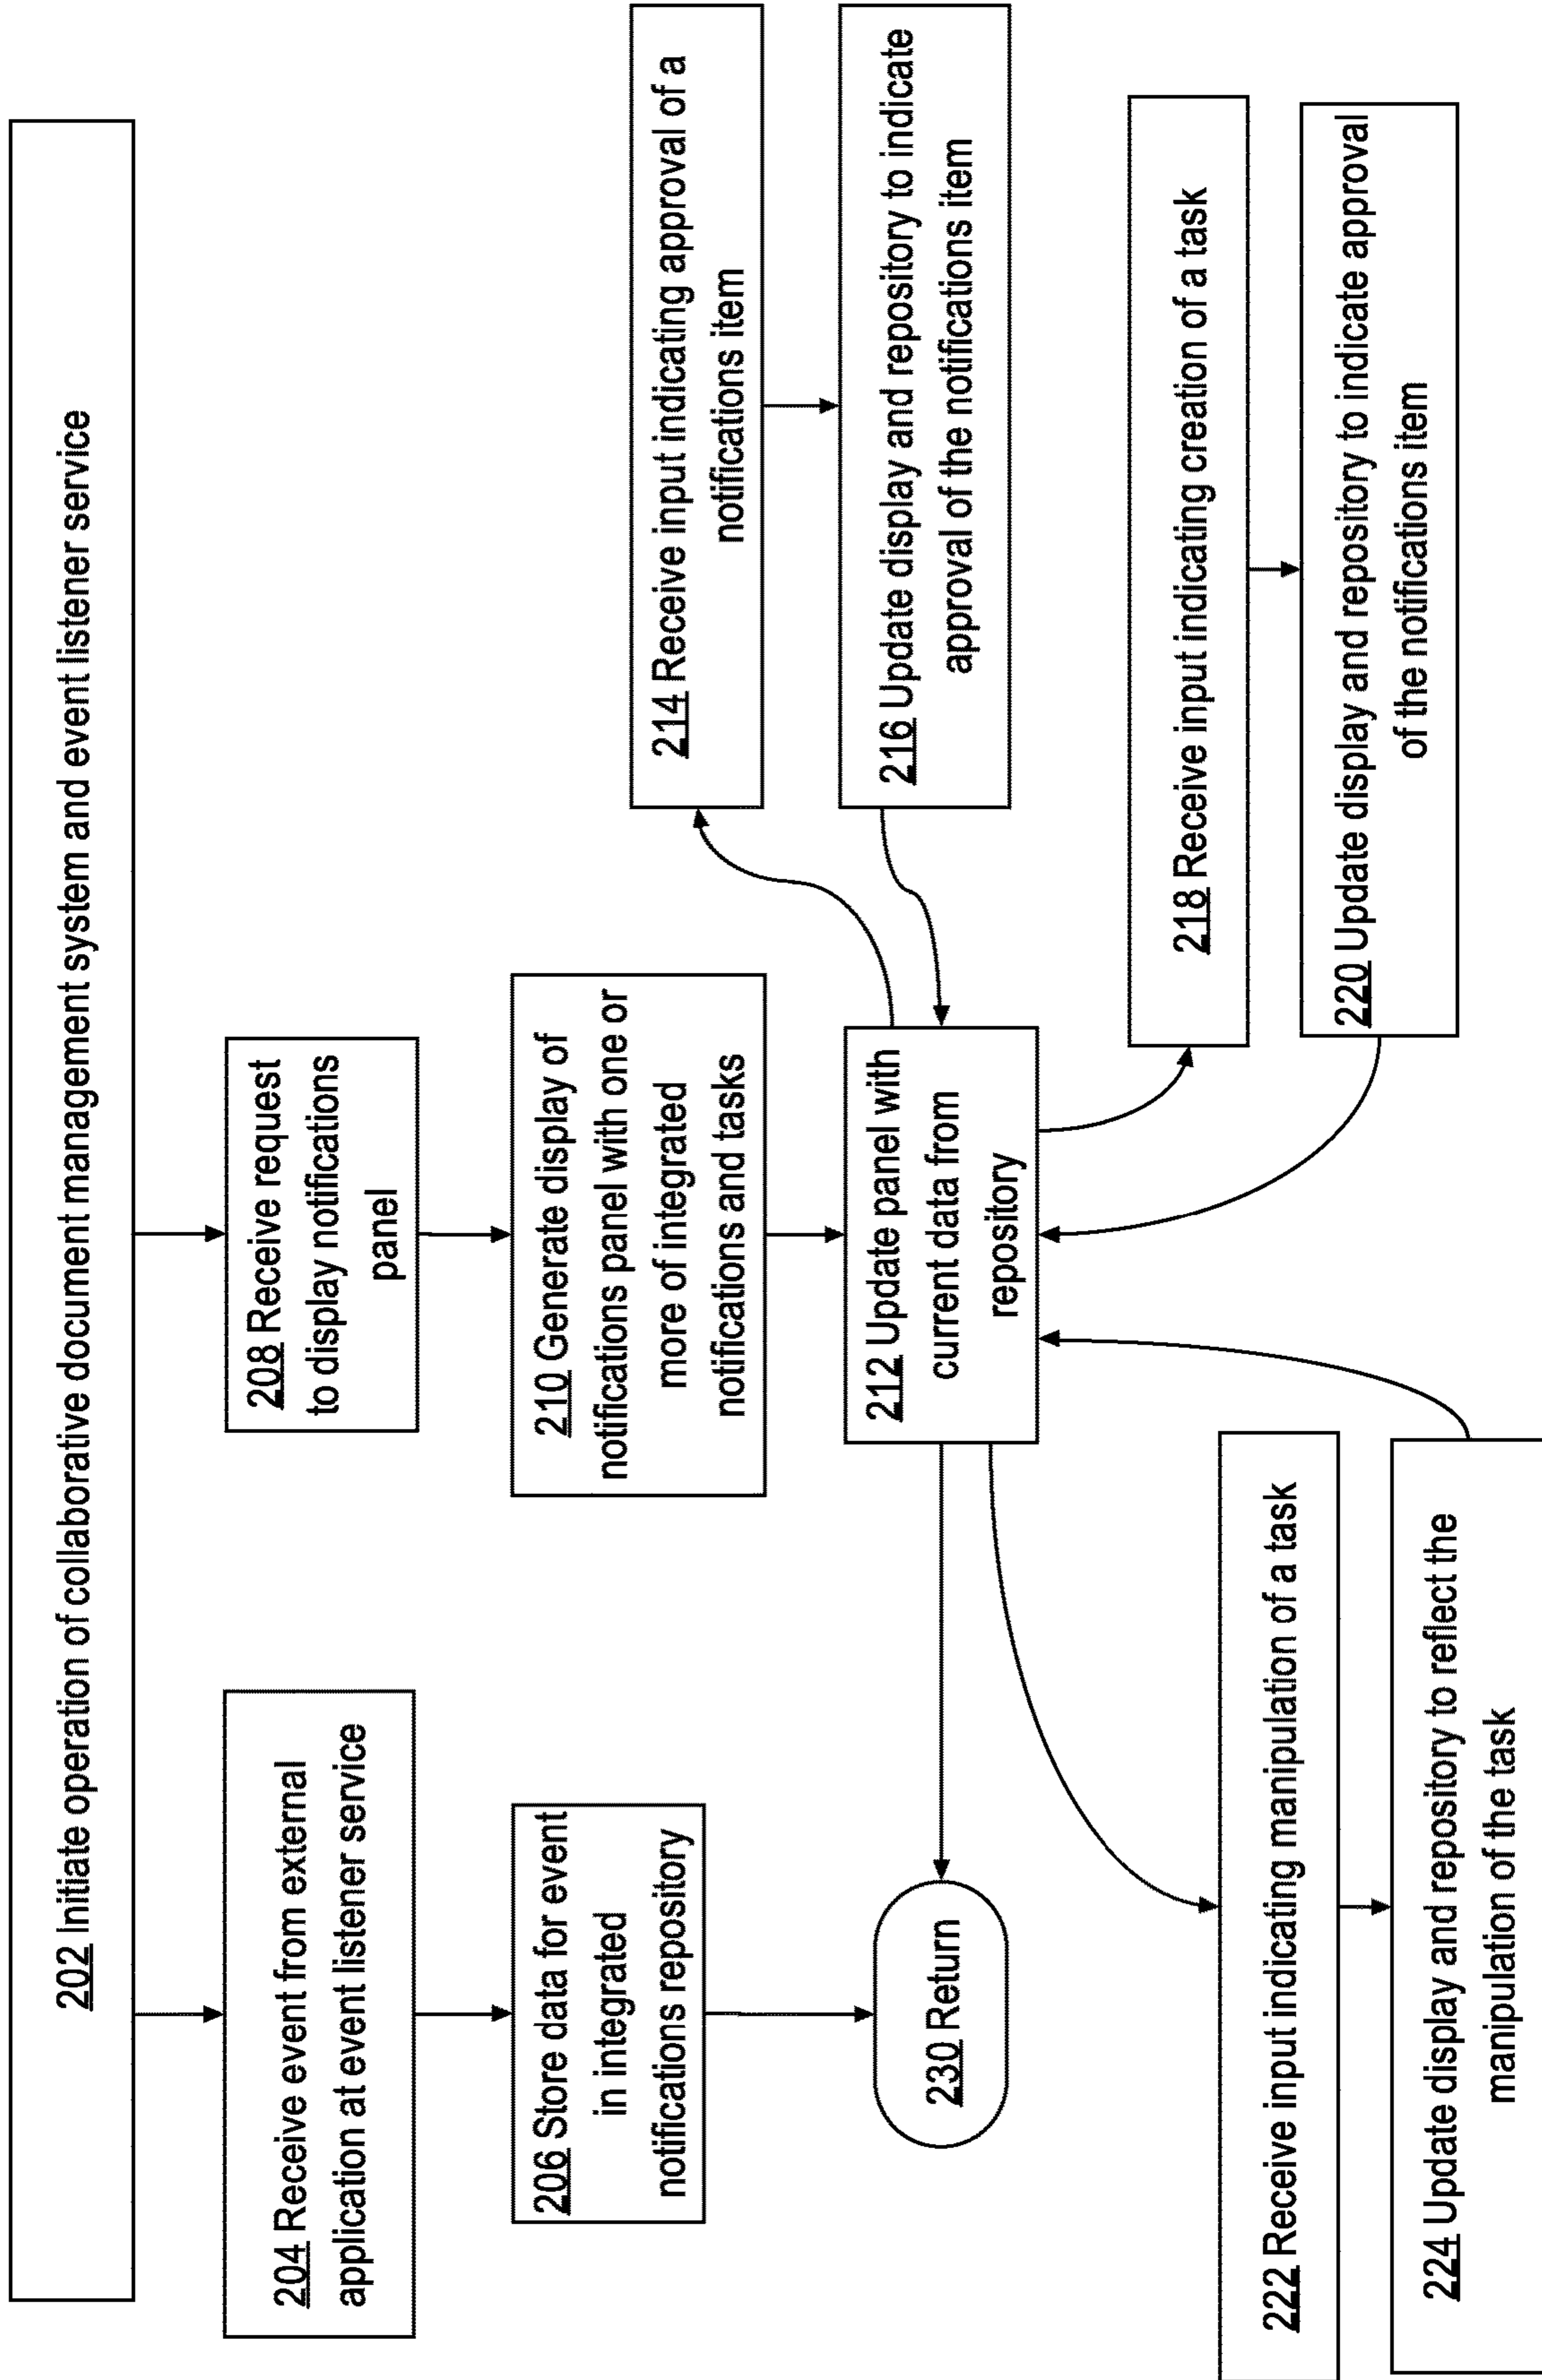 202 Initiate operation of collaborative document management system and event listener service
204 Receive event from external
application at event listener service
206 Store data for event
in integrated
notifications repository
208 Receive request
to display notifications
panel
210 Generate display of
notifications panel with one or
more of integrated
notifications and tasks
212 Update panel with
current data from
repository
214 Receive input indicating approval of a
notifications item
216 Update display and repository to indicate
approval of the notifications item
218 Receive input indicating creation of a task
220 Update display and repository to indicate approval
of the notifications item
222 Receive input indicating manipulation of a task
224 Update display and repository to reflect the
manipulation of the task
230 Return